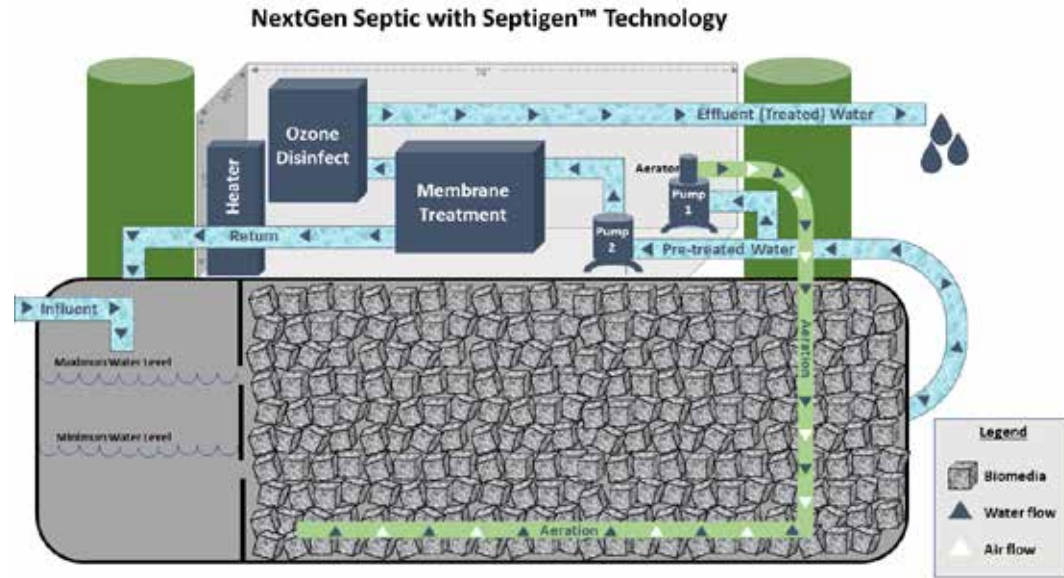 NextGen Septic with Septigen™ Technology
Ozone
Disinfect
Effluent (Treated) Water
Heater
Membrane
Treatment
Aerator
Pump
1
Pump
2
Return
Pre-treated Water
Influent
Maximum Water Level
Minimum Water Level
Aeration
Aeration
Legend
Biomedia
Water flow
Air flow